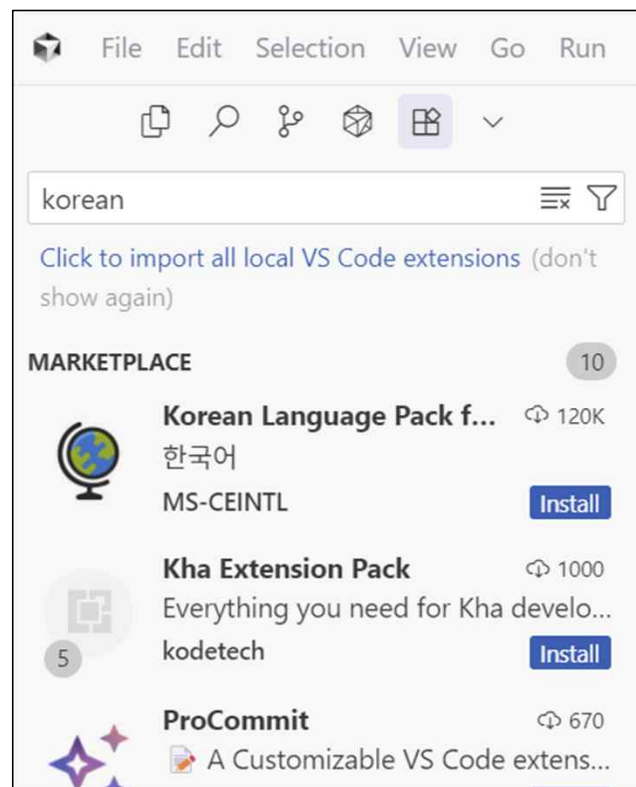 File Edit Selection View Go Run
korean
Click to import all local VS Code extensions (don't
show again)
MARKETPLACE 10
Korean Language Pack f... 120K
한국어
MS-CEINTL Install
Kha Extension Pack 1000
Everything you need for Kha develo...
5 kodetech Install
ProCommit 670
📝 A Customizable VS Code extens...